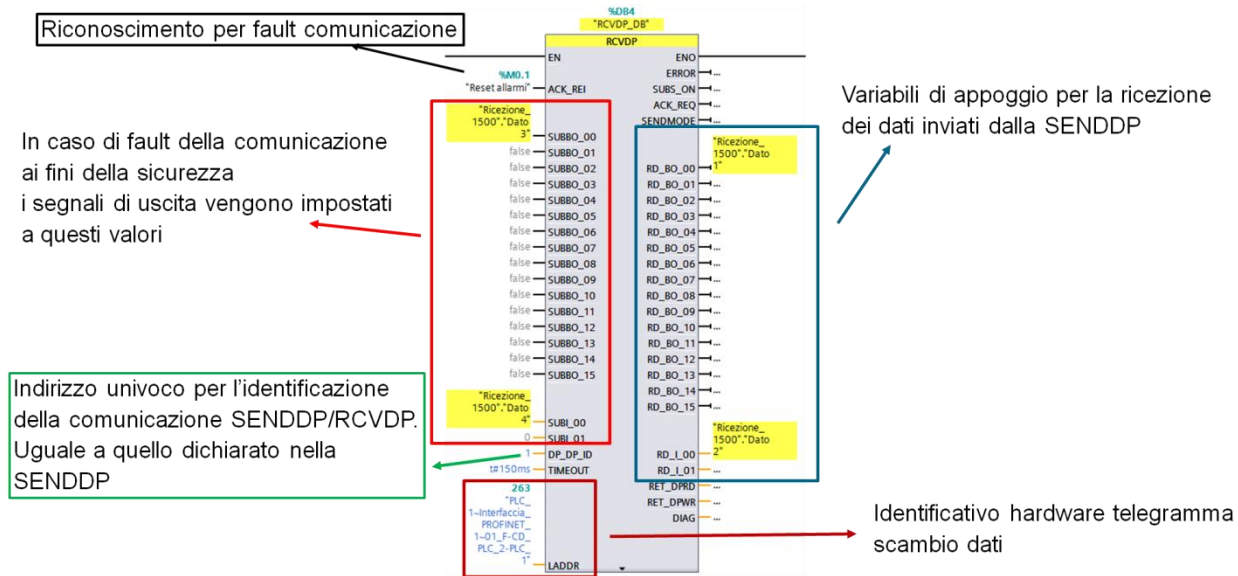 Riconoscimento per fault comunicazione
In caso di fault della comunicazione
ai fini della sicurezza
i segnali di uscita vengono impostati
a questi valori
Indirizzo univoco per l'identificazione
della comunicazione SENDDP/RCVDP.
Uguale a quello dichiarato nella
SENDDP
%DB4
"RCVDP_DB"
RCVDP
EN
%M0.1
"Reset allarmi"
ACK_REI
"Ricezione_
1500"."Dato
3"
SUBBO_00
false
SUBBO_01
false
SUBBO_02
false
SUBBO_03
false
SUBBO_04
false
SUBBO_05
false
SUBBO_06
false
SUBBO_07
false
SUBBO_08
false
SUBBO_09
false
SUBBO_10
false
SUBBO_11
false
SUBBO_12
false
SUBBO_13
false
SUBBO_14
false
SUBBO_15
"Ricezione_
1500"."Dato
4"
SUBI_00
0
SUBI_01
1
DP_DP_ID
t#150ms
TIMEOUT
263
"PLC_
1~Interfaccia_
PROFINET_
1~01_F-CD_
PLC_2-PLC_
1"
LADDR
ENO
ERROR ...
SUBS_ON ...
ACK_REQ ...
SENDMODE ...
"Ricezione_
1500"."Dato
1"
RD_BO_00
RD_BO_01 ...
RD_BO_02 ...
RD_BO_03 ...
RD_BO_04 ...
RD_BO_05 ...
RD_BO_06 ...
RD_BO_07 ...
RD_BO_08 ...
RD_BO_09 ...
RD_BO_10 ...
RD_BO_11 ...
RD_BO_12 ...
RD_BO_13 ...
RD_BO_14 ...
RD_BO_15 ...
"Ricezione_
1500"."Dato
2"
RD_I_00
RD_I_01 ...
RET_DPRD ...
RET_DPWR ...
DIAG ...
Variabili di appoggio per la ricezione
dei dati inviati dalla SENDDP
Identificativo hardware telegramma
scambio dati